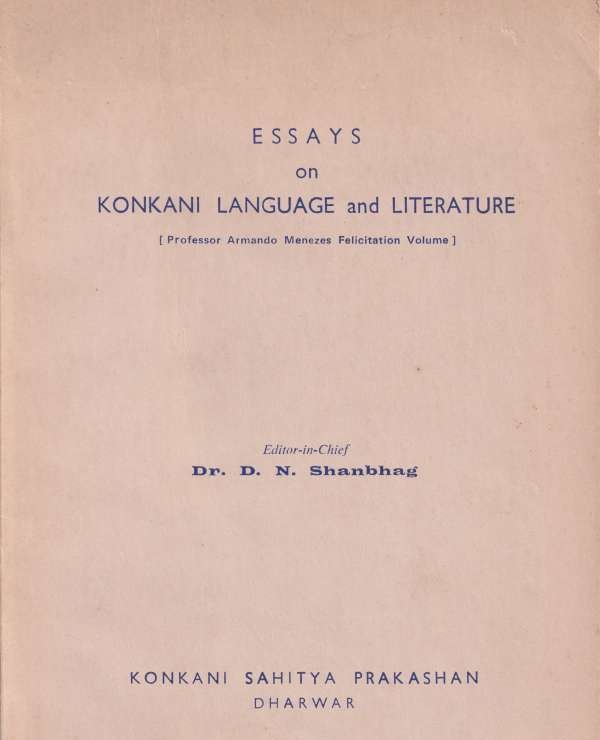 ESSAYS
on
KONKANI LANGUAGE and LITERATURE
[ Professor Armando Menezes Felicitation Volume ]
Editor-in-Chief
Dr. D. N. Shanbhag
KONKANI SAHITYA PRAKASHAN
DHARWAR